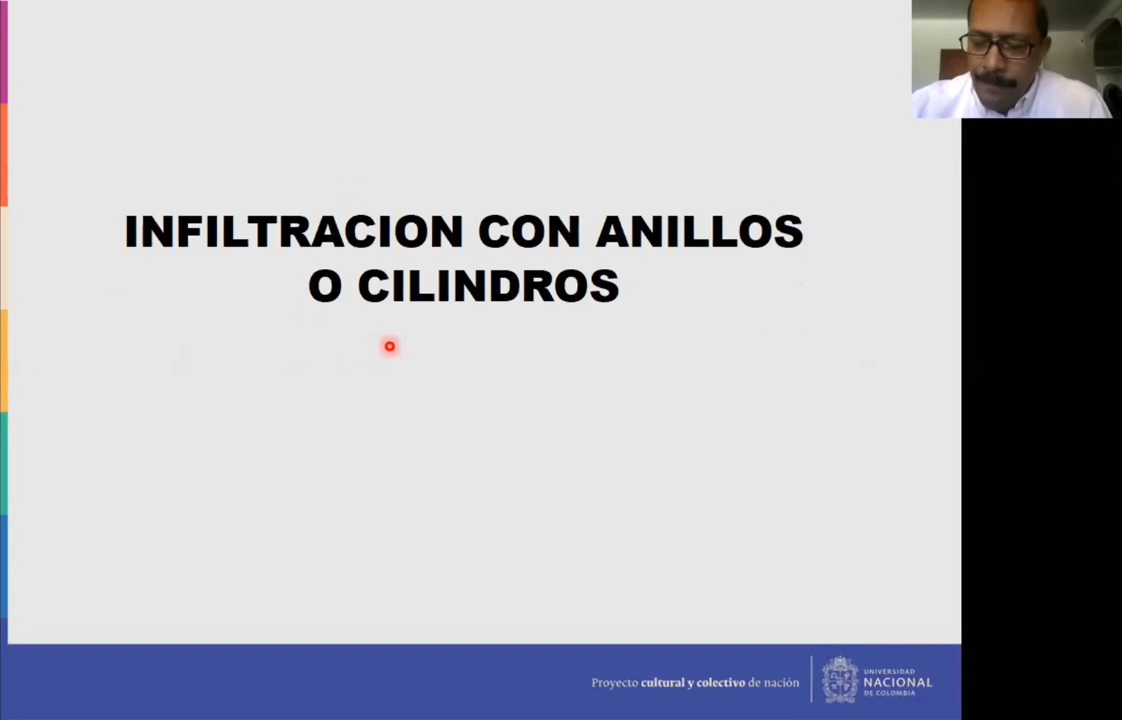 INFILTRACION CON ANILLOS
O CILINDROS
Proyecto cultural y colectivo de nación
UNIVERSIDAD
NACIONAL
DE COLOMBIA